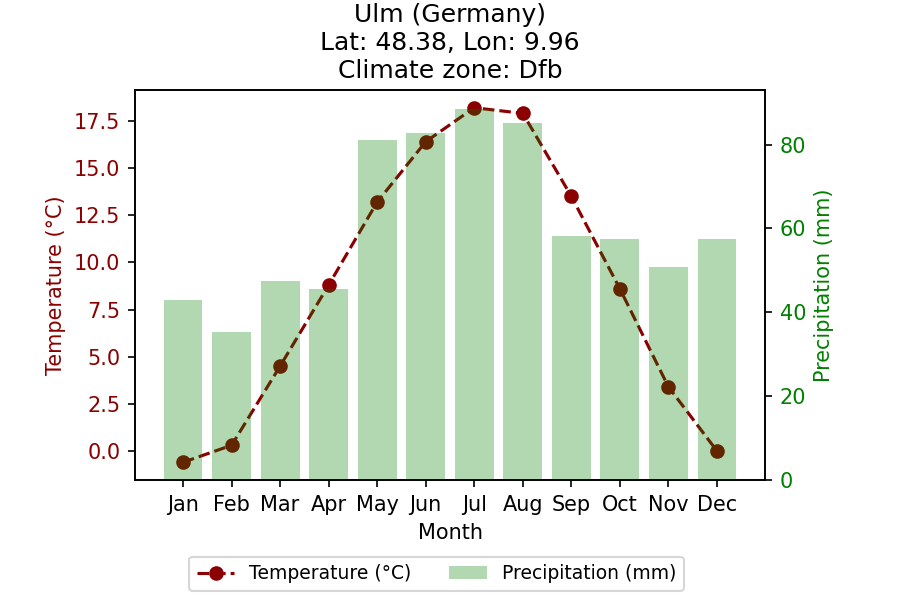 Ulm (Germany)
Lat: 48.38, Lon: 9.96
Climate zone: Dfb
17.5
15.0
12.5
10.0
7.5
5.0
2.5
0.0
Temperature (°C)
80
60
40
20
0
Precipitation (mm)
Jan Feb Mar Apr May Jun Jul Aug Sep Oct Nov Dec
Month
Temperature (°C) Precipitation (mm)